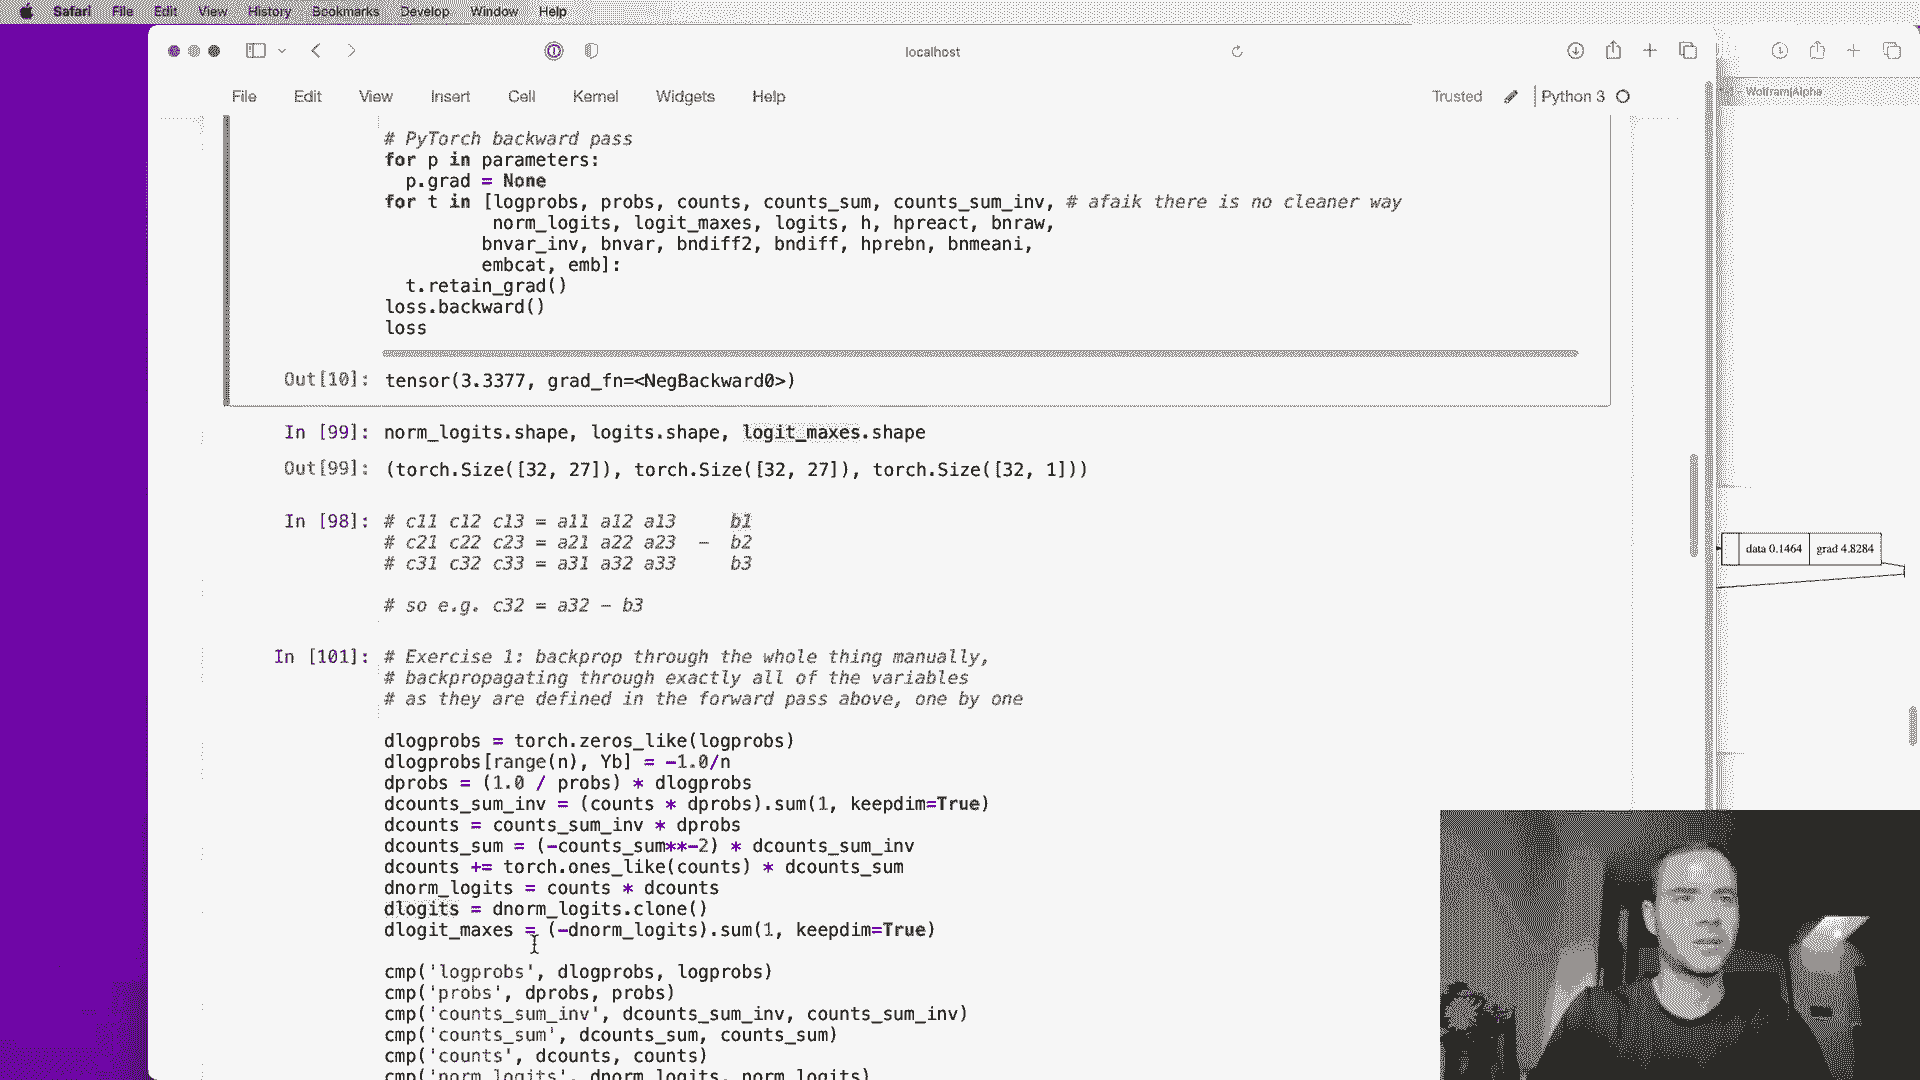 Safari File Edit View History Bookmarks Develop Window Help
localhost
Wolfram|Alpha
File Edit View Insert Cell Kernel Widgets Help
Trusted Python 3
# PyTorch backward pass
for p in parameters:
  p.grad = None
for t in [logprobs, probs, counts, counts_sum, counts_sum_inv, # afaik there is no cleaner way
          norm_logits, logit_maxes, logits, h, hpreact, bnraw,
         bnvar_inv, bnvar, bndiff2, bndiff, hprebn, bnmeani,
         embcat, emb]:
  t.retain_grad()
loss.backward()
loss
Out[10]: tensor(3.3377, grad_fn=<NegBackward0>)
In [99]: norm_logits.shape, logits.shape, logit_maxes.shape
Out[99]: (torch.Size([32, 27]), torch.Size([32, 27]), torch.Size([32, 1]))
In [98]: # c11 c12 c13 = a11 a12 a13     b1
# c21 c22 c23 = a21 a22 a23  -  b2
# c31 c32 c33 = a31 a32 a33     b3
# so e.g. c32 = a32 - b3
data 0.1464 grad 4.8284
In [101]: # Exercise 1: backprop through the whole thing manually,
# backpropagating through exactly all of the variables
# as they are defined in the forward pass above, one by one
dlogprobs = torch.zeros_like(logprobs)
dlogprobs[range(n), Yb] = -1.0/n
dprobs = (1.0 / probs) * dlogprobs
dcounts_sum_inv = (counts * dprobs).sum(1, keepdim=True)
dcounts = counts_sum_inv * dprobs
dcounts_sum = (-counts_sum**-2) * dcounts_sum_inv
dcounts += torch.ones_like(counts) * dcounts_sum
dnorm_logits = counts * dcounts
dlogits = dnorm_logits.clone()
dlogit_maxes = (-dnorm_logits).sum(1, keepdim=True)
cmp('logprobs', dlogprobs, logprobs)
cmp('probs', dprobs, probs)
cmp('counts_sum_inv', dcounts_sum_inv, counts_sum_inv)
cmp('counts_sum', dcounts_sum, counts_sum)
cmp('counts', dcounts, counts)
cmp('norm_logits', dnorm_logits, norm_logits)